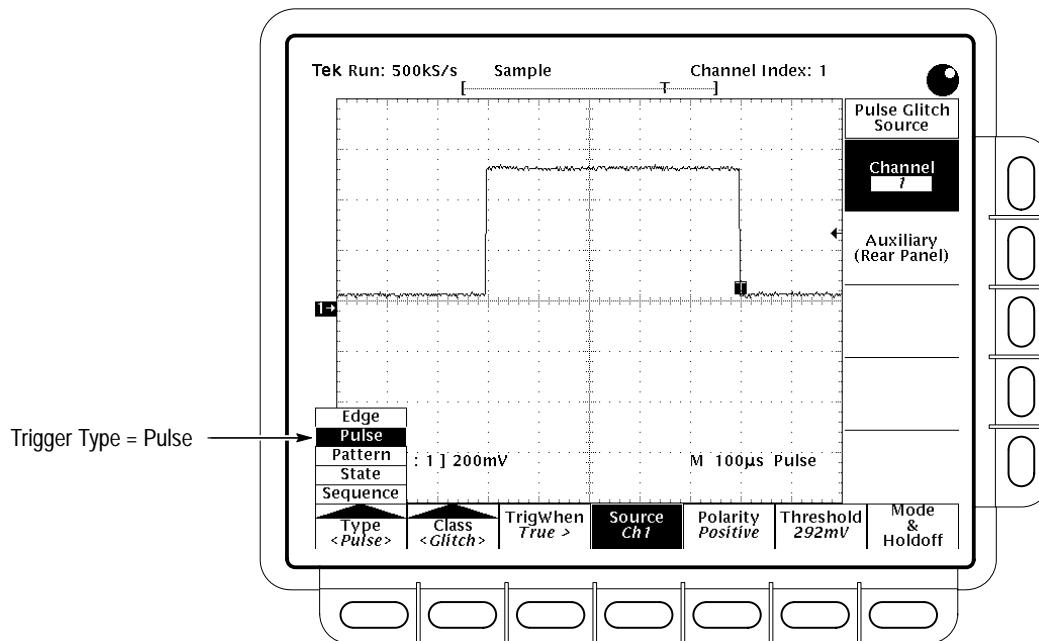 Tek Run: 500kS/s Sample Channel Index: 1
[ T ]
Pulse Glitch
Source
Channel
1
Auxiliary
(Rear Panel)
1→
T
Trigger Type = Pulse
Edge
Pulse
Pattern
State
Sequence
: 1 ] 200mV M 100µs Pulse
Type
<Pulse>
Class
<Glitch>
TrigWhen
True >
Source
Ch1
Polarity
Positive
Threshold
292mV
Mode
&
Holdoff